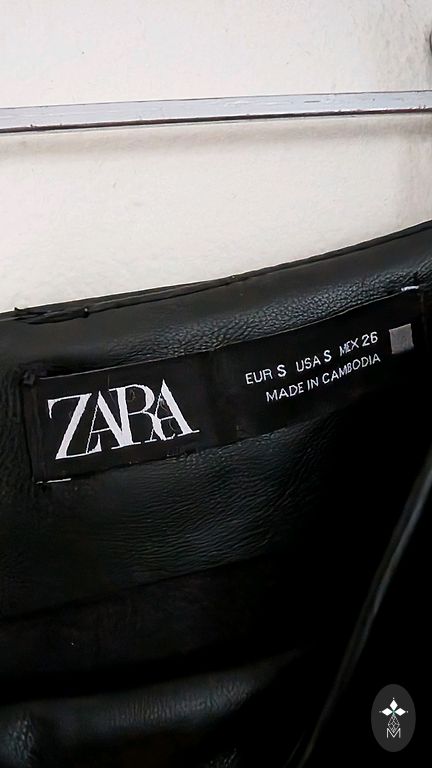 ZARA
EUR S USA S MEX 26
MADE IN CAMBODIA
M